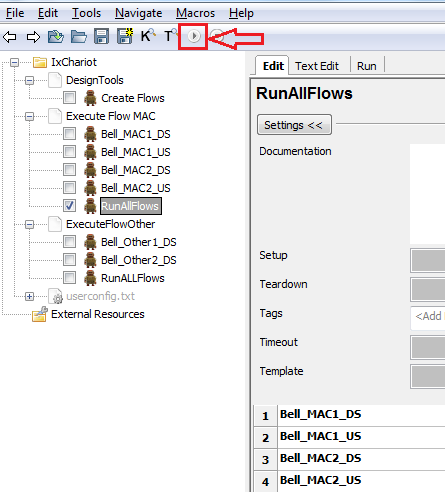 File Edit Tools Navigate Macros Help
K T
IxChariot
DesignTools
Create Flows
Execute Flow MAC
Bell_MAC1_DS
Bell_MAC1_US
Bell_MAC2_DS
Bell_MAC2_US
RunAllFlows
ExecuteFlowOther
Bell_Other1_DS
Bell_Other2_DS
RunALLFlows
userconfig.txt
External Resources
Edit Text Edit Run
RunAllFlows
Settings <<
Documentation
Setup
Teardown
Tags <Add
Timeout
Template
1 Bell_MAC1_DS
2 Bell_MAC1_US
3 Bell_MAC2_DS
4 Bell_MAC2_US